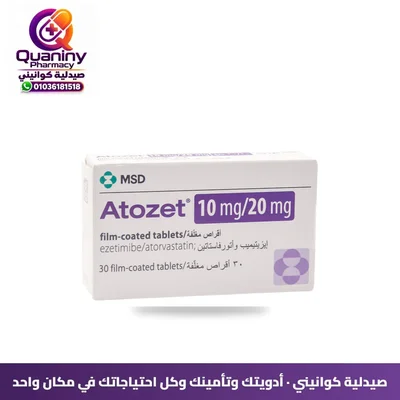 Quaniny
Pharmacy
صيدلية كوانيني
01036181518
MSD
Atozet® 10 mg/20 mg
film-coated tablets/أقراص مغلفة
ezetimibe/atorvastatin; إيزيتيميب وأتورفاستاتين
30 film-coated tablets/٣٠ أقراص مغلفة
صيدلية كوانيني · أدويتك وتأمينك وكل احتياجاتك في مكان واحد